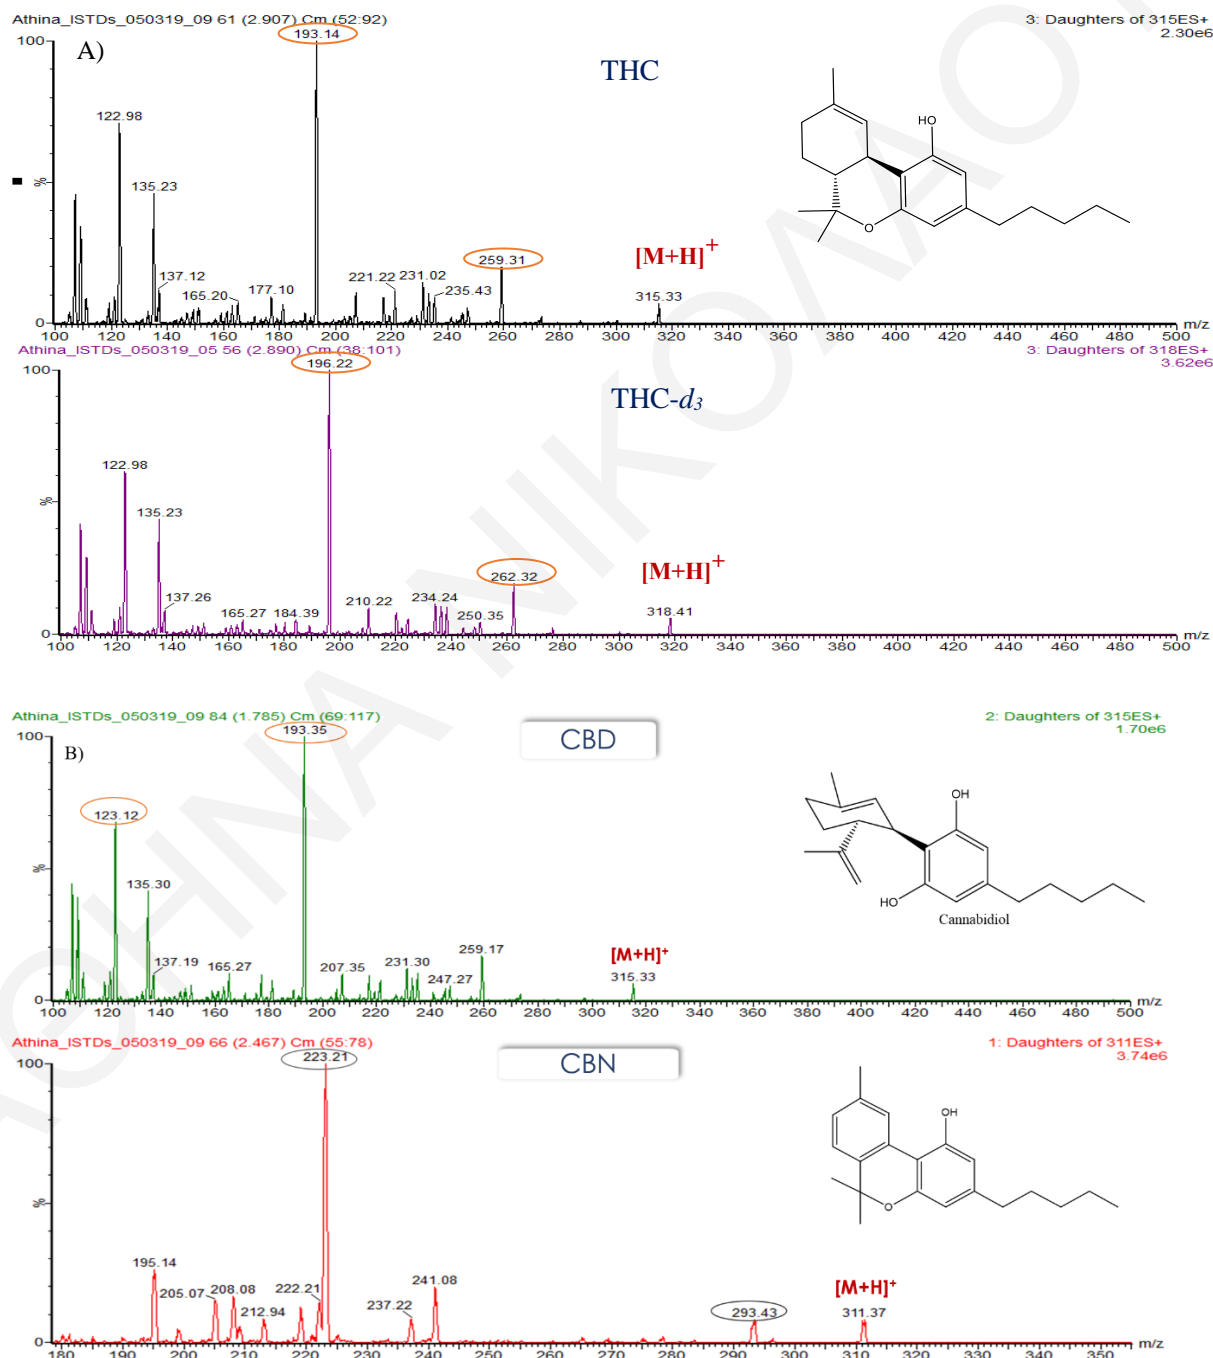 Athina_ISTDs_050319_09 61 (2.907) Cm (52:92)
3: Daughters of 315ES+
2.30e6
A)
THC
100
%
0
193.14
122.98
135.23
137.12
165.20
177.10
221.22
231.02
235.43
259.31
[M+H]+
315.33
HO
O
100 120 140 160 180 200 220 240 260 280 300 320 340 360 380 400 420 440 460 480 500 m/z
Athina_ISTDs_050319_05 56 (2.890) Cm (38:101)
3: Daughters of 318ES+
3.62e6
THC-d3
100
%
0
196.22
122.98
135.23
137.26
165.27
184.39
210.22
234.24
250.35
262.32
[M+H]+
318.41
100 120 140 160 180 200 220 240 260 280 300 320 340 360 380 400 420 440 460 480 500 m/z
Athina_ISTDs_050319_09 84 (1.785) Cm (69:117)
2: Daughters of 315ES+
1.70e6
B)
CBD
100
%
0
193.35
123.12
135.30
137.19
165.27
207.35
231.30
247.27
259.17
[M+H]+
315.33
OH
HO
Cannabidiol
100 120 140 160 180 200 220 240 260 280 300 320 340 360 380 400 420 440 460 480 500 m/z
Athina_ISTDs_050319_09 66 (2.467) Cm (55:78)
1: Daughters of 311ES+
3.74e6
CBN
100
%
0
223.21
195.14
205.07
208.08
212.94
222.21
237.22
241.08
293.43
[M+H]+
311.37
OH
O
180 190 200 210 220 230 240 250 260 270 280 290 300 310 320 330 340 350 m/z
ΝΙΚΟΛΑΟ